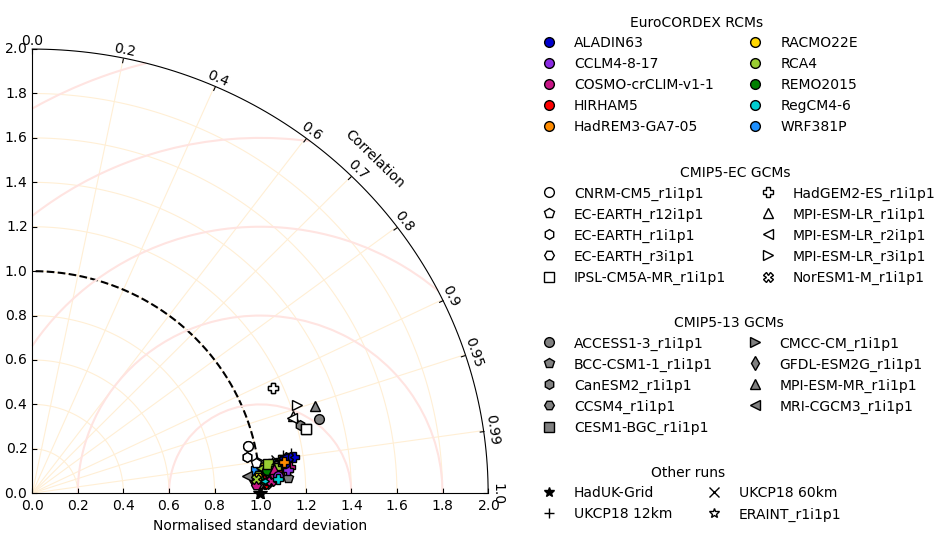 0.0
0.2
0.4
0.6
0.7
0.8
0.9
0.95
0.99
1.0
Correlation
2.0
1.8
1.6
1.4
1.2
1.0
0.8
0.6
0.4
0.2
0.0
0.0 0.2 0.4 0.6 0.8 1.0 1.2 1.4 1.6 1.8 2.0
Normalised standard deviation
EuroCORDEX RCMs
ALADIN63
CCLM4-8-17
COSMO-crCLIM-v1-1
HIRHAM5
HadREM3-GA7-05
RACMO22E
RCA4
REMO2015
RegCM4-6
WRF381P
CMIP5-EC GCMs
CNRM-CM5_r1i1p1
EC-EARTH_r12i1p1
EC-EARTH_r1i1p1
EC-EARTH_r3i1p1
IPSL-CM5A-MR_r1i1p1
HadGEM2-ES_r1i1p1
MPI-ESM-LR_r1i1p1
MPI-ESM-LR_r2i1p1
MPI-ESM-LR_r3i1p1
NorESM1-M_r1i1p1
CMIP5-13 GCMs
ACCESS1-3_r1i1p1
BCC-CSM1-1_r1i1p1
CanESM2_r1i1p1
CCSM4_r1i1p1
CESM1-BGC_r1i1p1
CMCC-CM_r1i1p1
GFDL-ESM2G_r1i1p1
MPI-ESM-MR_r1i1p1
MRI-CGCM3_r1i1p1
Other runs
HadUK-Grid
UKCP18 12km
UKCP18 60km
ERAINT_r1i1p1